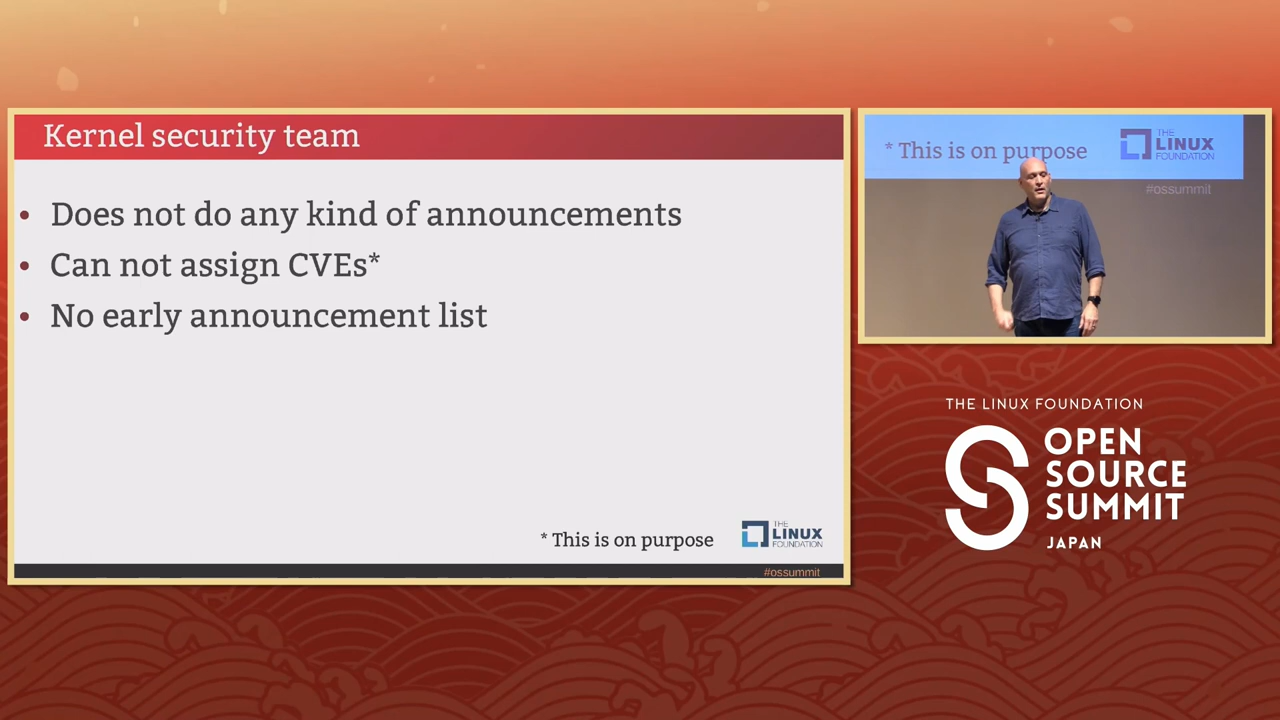 Kernel security team
• Does not do any kind of announcements
• Can not assign CVEs*
• No early announcement list
* This is on purpose
THE
LINUX
FOUNDATION
#ossummit
* This is on purpose
THE
LINUX
FOUNDATION
#ossummit
THE LINUX FOUNDATION
OPEN
SOURCE
SUMMIT
JAPAN